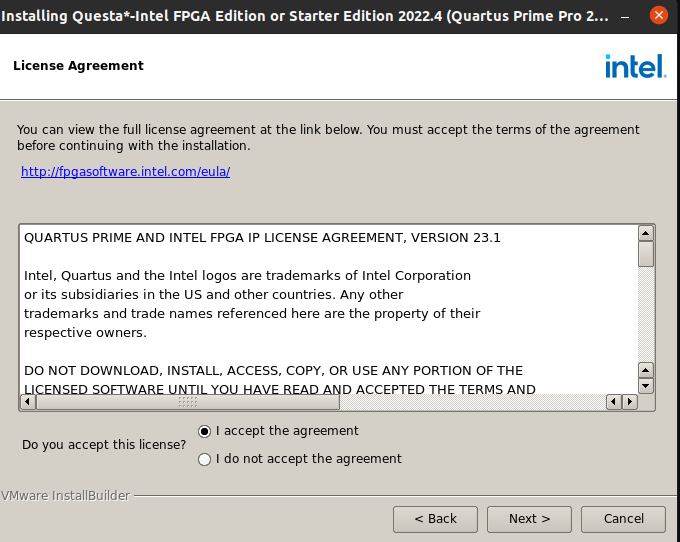 Installing Questa*-Intel FPGA Edition or Starter Edition 2022.4 (Quartus Prime Pro 2...
License Agreement
intel.
You can view the full license agreement at the link below. You must accept the terms of the agreement
before continuing with the installation.
http://fpgasoftware.intel.com/eula/
QUARTUS PRIME AND INTEL FPGA IP LICENSE AGREEMENT, VERSION 23.1
Intel, Quartus and the Intel logos are trademarks of Intel Corporation
or its subsidiaries in the US and other countries. Any other
trademarks and trade names referenced here are the property of their
respective owners.
DO NOT DOWNLOAD, INSTALL, ACCESS, COPY, OR USE ANY PORTION OF THE
LICENSED SOFTWARE UNTIL YOU HAVE READ AND ACCEPTED THE TERMS AND
Do you accept this license?
I accept the agreement
I do not accept the agreement
VMware InstallBuilder
< Back
Next >
Cancel